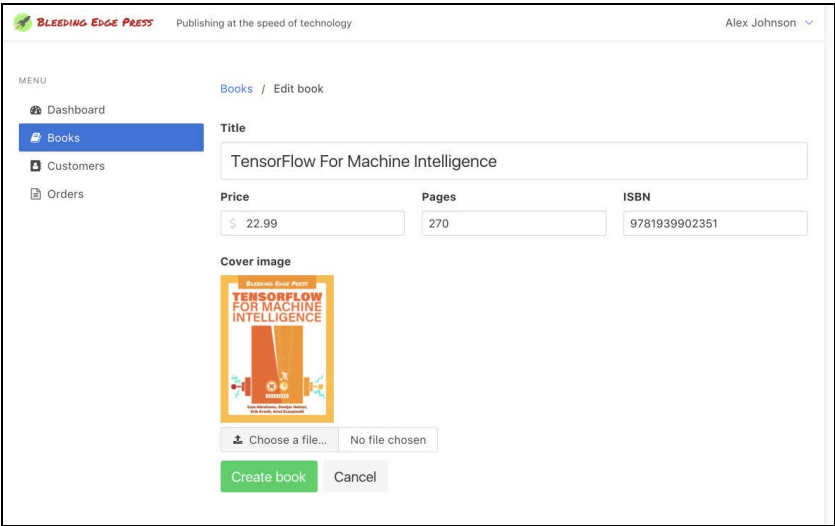 BLEEDING EDGE PRESS Publishing at the speed of technology Alex Johnson
MENU
Dashboard
Books
Customers
Orders
Books / Edit book
Title
TensorFlow For Machine Intelligence
Price Pages ISBN
$ 22.99 270 9781939902351
Cover image
BLEEDING EDGE PRESS
TENSORFLOW
FOR MACHINE
INTELLIGENCE
Choose a file... No file chosen
Create book Cancel